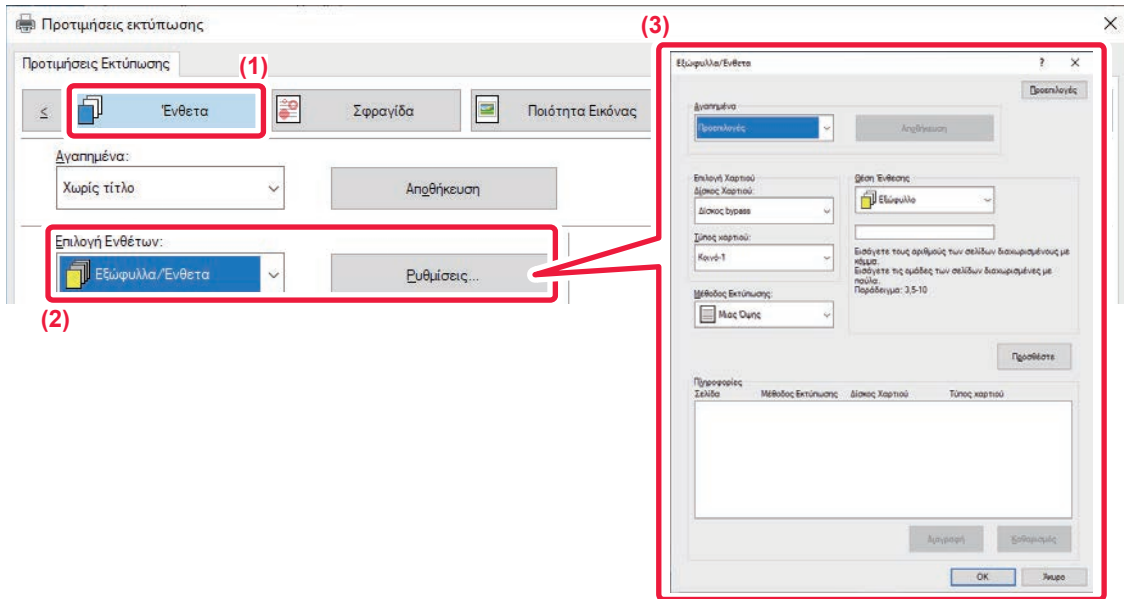 Προτιμήσεις εκτύπωσης
(3)
Προτιμήσεις Εκτύπωσης
(1)
≤
Ένθετα
Σφραγίδα
Ποιότητα Εικόνας
Αγαπημένα:
Χωρίς τίτλο
Αποθήκευση
Επιλογή Ενθέτων:
Εξώφυλλα/Ένθετα
Ρυθμίσεις...
(2)
Εξώφυλλα/Ένθετα
?
Προεπιλογές
Αγαπημένα
Προεπιλογές
Αποθήκευση
Επιλογή Χαρτιού
Δίσκος Χαρτιού:
Δίσκος bypass
Τύπος χαρτιού:
Κοινό-1
Μέθοδος Εκτύπωσης:
Μιας Όψης
Θέση Ένθεσης
Εξώφυλλο
Εισάγετε τους αριθμούς των σελίδων διαχωρισμένους με
κόμμα.
Εισάγετε τις ομάδες των σελίδων διαχωρισμένες με
παύλα.
Παράδειγμα: 3,5-10
Προσθέστε
Πληροφορίες
Σελίδα Μέθοδος Εκτύπωσης Δίσκος Χαρτιού Τύπος χαρτιού
Διαγραφή
Καθαρισμός
OK
Άκυρο